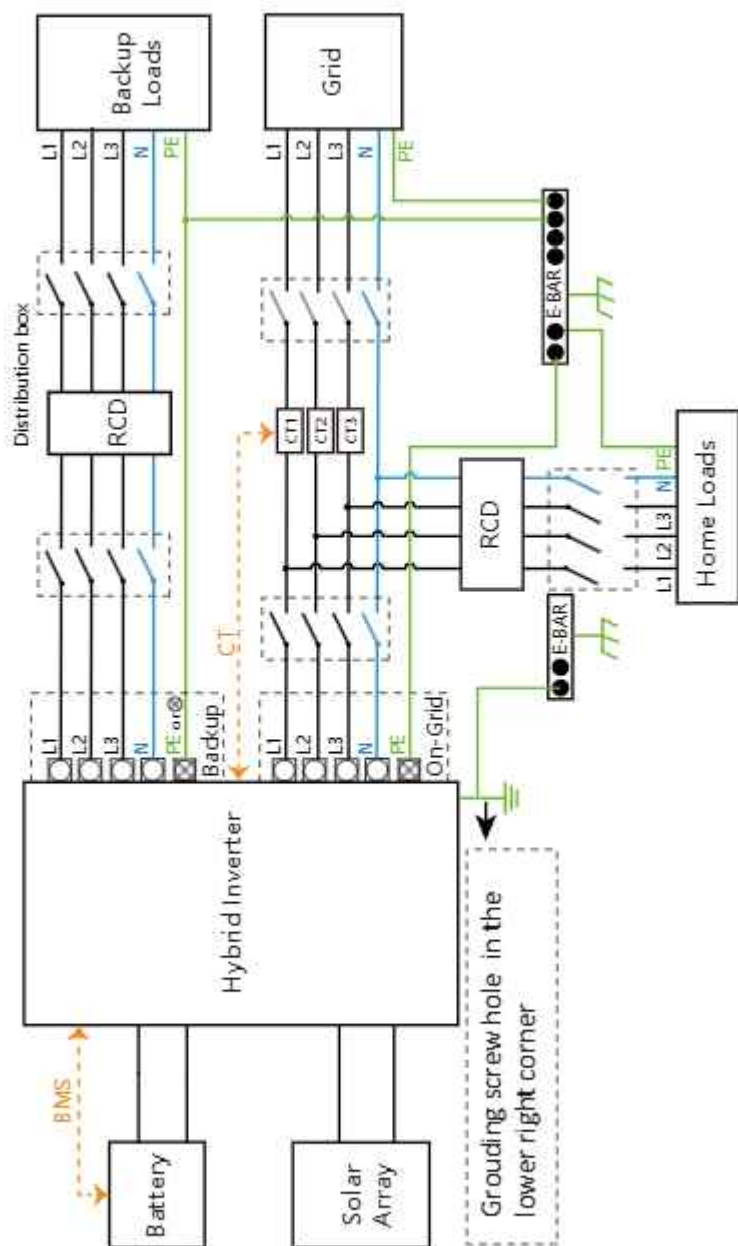 Distribution box
Backup
Loads
L1
L2
L3
N
PE
RCD
L1
L2
L3
N
PE or
Backup
Grid
L1
L2
L3
N
PE
CT1
CT2
CT3
CT
L1
L2
L3
N
PE
On-Grid
Hybrid Inverter
BMS
Battery
Solar
Array
E-BAR
RCD
L1
L2
L3
N
PE
Home Loads
E-BAR
Grouding screw hole in the
lower right corner